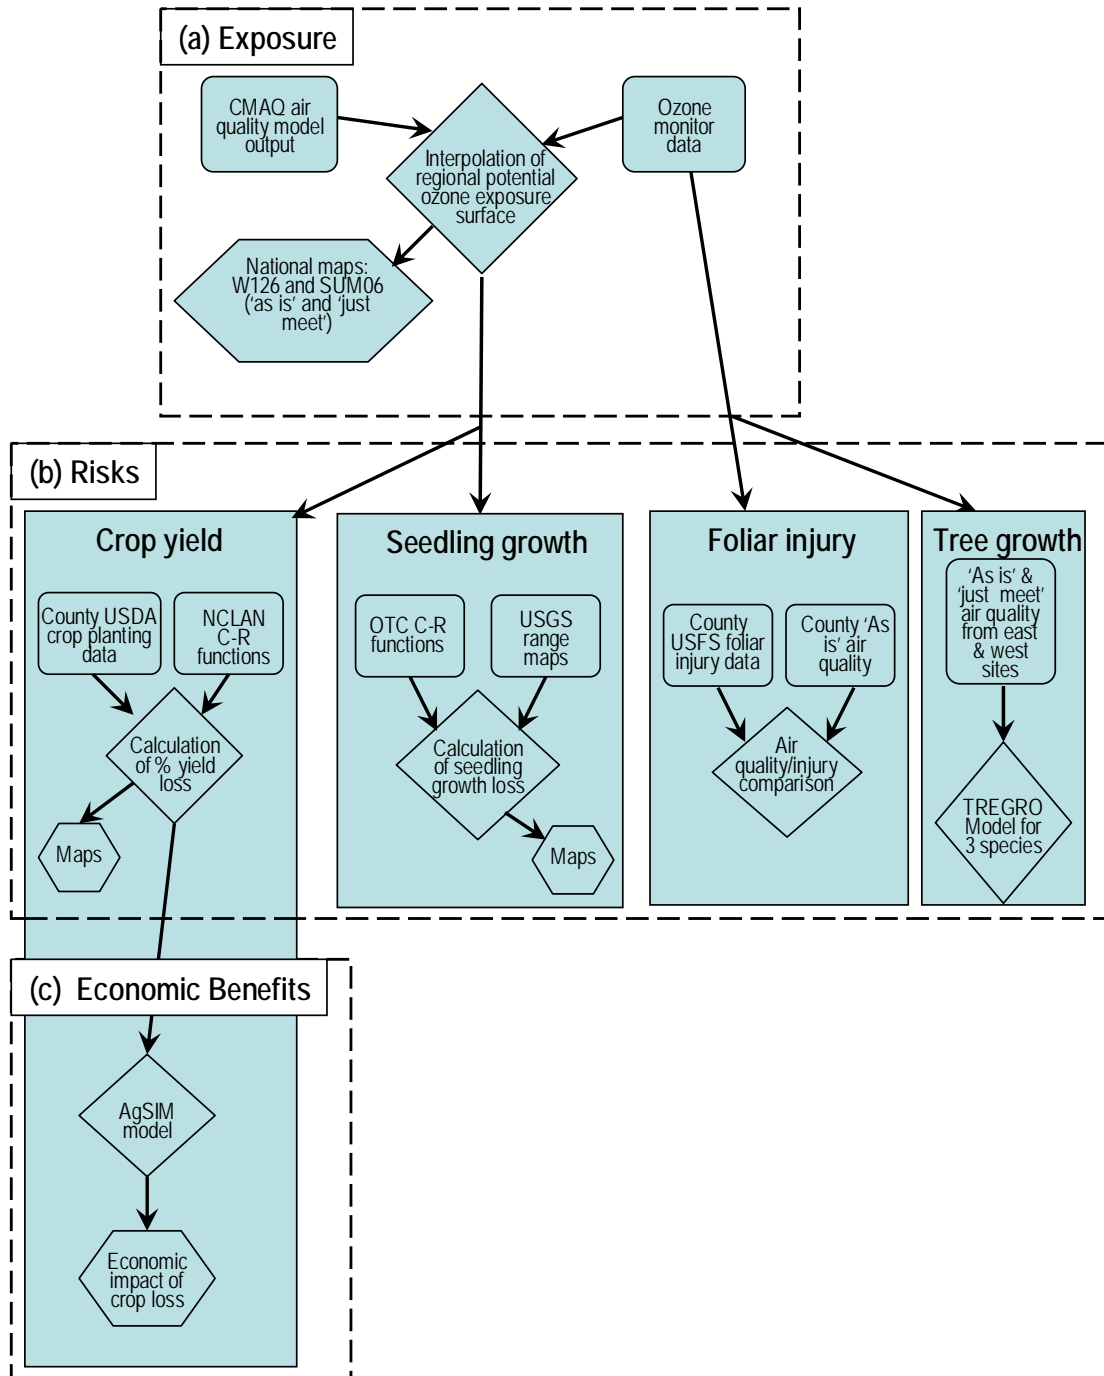 (a) Exposure
CMAQ air
quality model
output
Interpolation of
regional potential
ozone exposure
surface
Ozone
monitor
data
National maps:
W126 and SUM06
('as is' and 'just
meet')
(b) Risks
Crop yield
County USDA
crop planting
data
NCLAN
C-R
functions
Calculation
of % yield
loss
Maps
Seedling growth
OTC C-R
functions
USGS
range
maps
Calculation
of seedling
growth loss
Maps
Foliar injury
County
USFS foliar
injury data
County 'As
is' air
quality
Air
quality/injury
comparison
Tree growth
'As is' &
'just meet'
air quality
from east
& west
sites
TREGRO
Model for
3 species
(c) Economic Benefits
AgSIM
model
Economic
impact of
crop loss